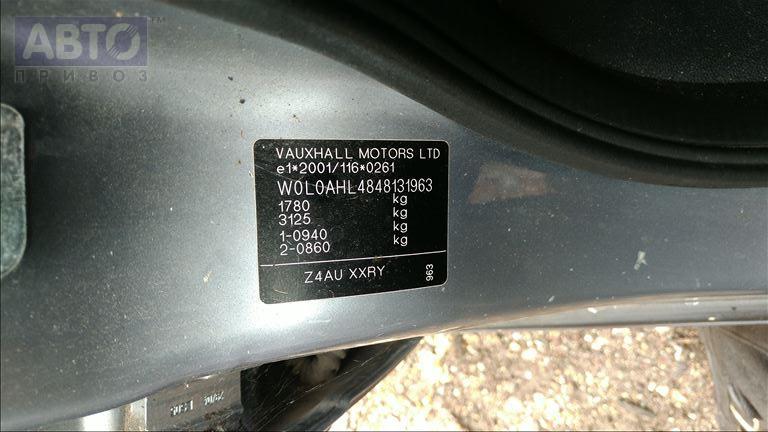 АВТО™
ПРИВОЗ
VAUXHALL MOTORS LTD
e1*2001/116*0261
W0L0AHL4848131963
1780 kg
3125 kg
1-0940 kg
2-0860 kg
Z4AU XXRY 963